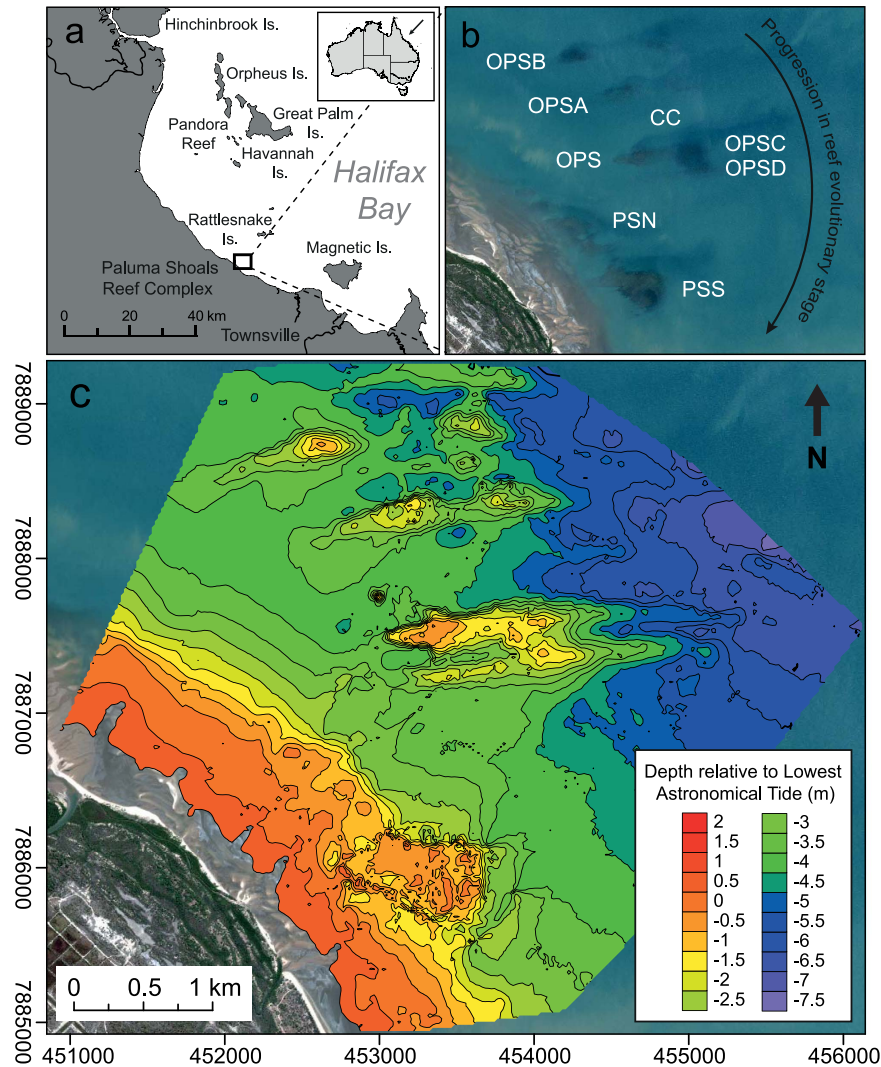 a
Hinchinbrook Is.
Orpheus Is.
Great Palm
Is.
Pandora
Reef
Havannah
Is.
Halifax
Bay
Rattlesnake
Is.
Magnetic Is.
Paluma Shoals
Reef Complex
0 20 40 km
Townsville
b
OPSB
OPSA
CC
OPS
OPSC
OPSD
PSN
PSS
Progression in reef evolutionary stage
c
N
7889000
7888000
7887000
7886000
7885000
0 0.5 1 km
Depth relative to Lowest
Astronomical Tide (m)
2 -3
1.5 -3.5
1 -4
0.5 -4.5
0 -5
-0.5 -5.5
-1 -6
-1.5 -6.5
-2 -7
-2.5 -7.5
451000 452000 453000 454000 455000 456000